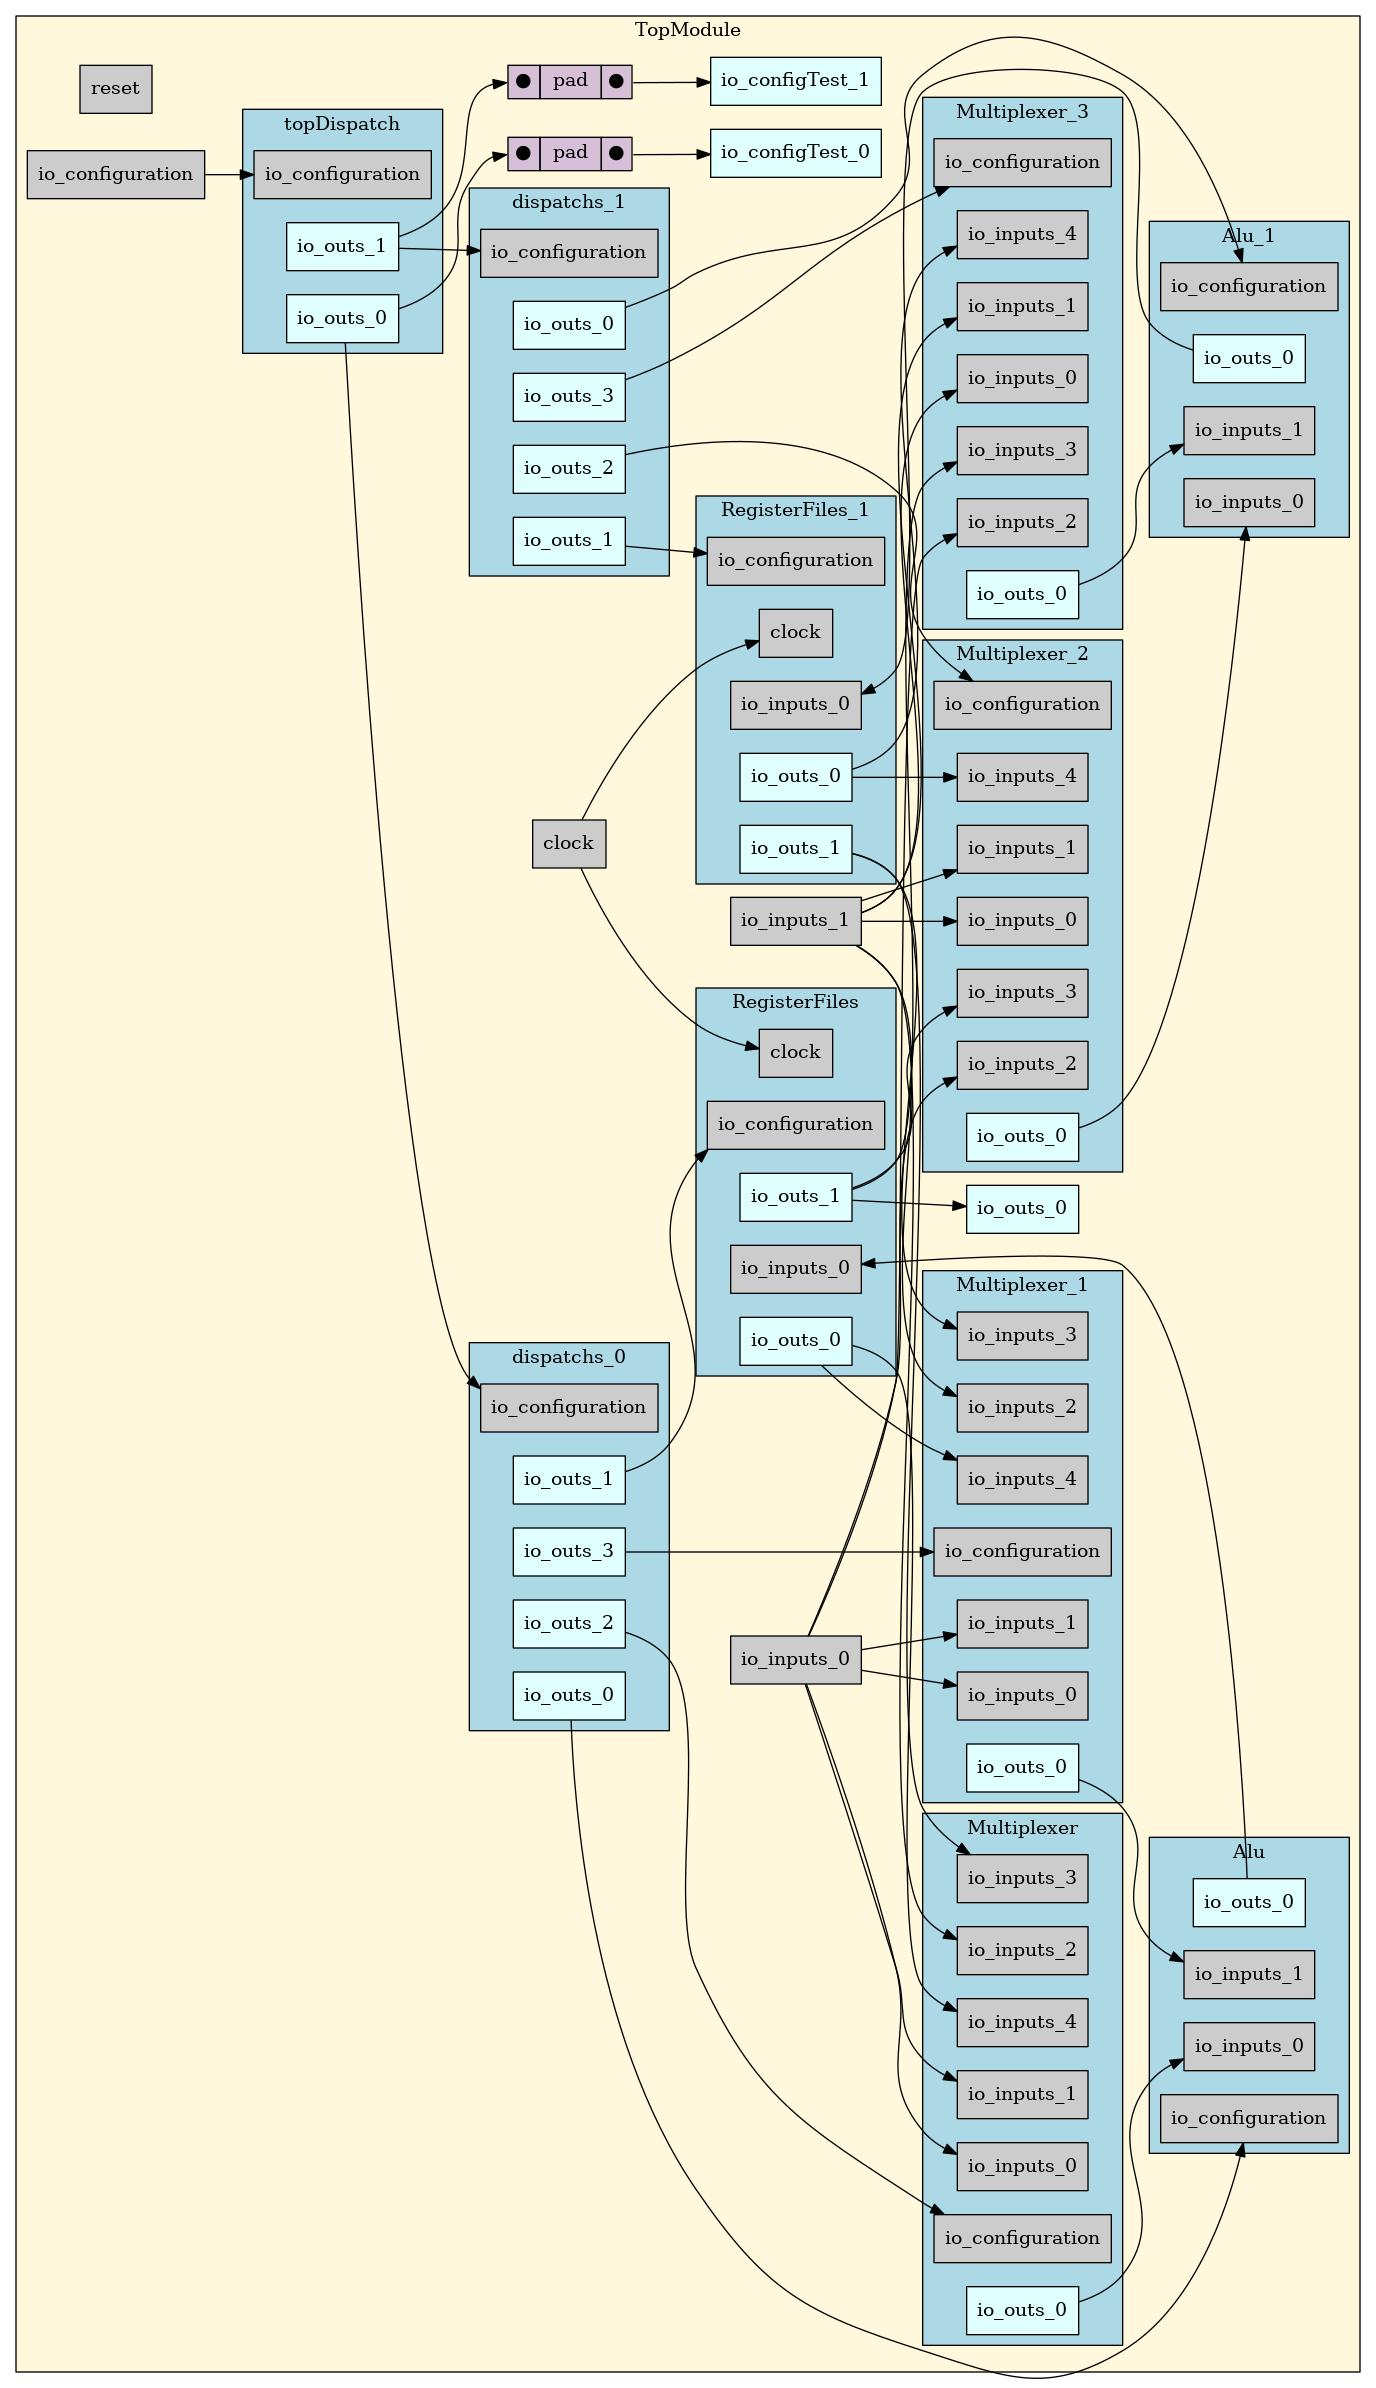 TopModule
reset
io_configuration
topDispatch
io_configuration
io_outs_1
io_outs_0
pad
io_configTest_1
pad
io_configTest_0
dispatchs_1
io_configuration
io_outs_0
io_outs_3
io_outs_2
io_outs_1
RegisterFiles_1
io_configuration
clock
io_inputs_0
io_outs_0
io_outs_1
clock
io_inputs_1
RegisterFiles
clock
io_configuration
io_outs_1
io_inputs_0
io_outs_0
dispatchs_0
io_configuration
io_outs_1
io_outs_3
io_outs_2
io_outs_0
io_inputs_0
Multiplexer_3
io_configuration
io_inputs_4
io_inputs_1
io_inputs_0
io_inputs_3
io_inputs_2
io_outs_0
Multiplexer_2
io_configuration
io_inputs_4
io_inputs_1
io_inputs_0
io_inputs_3
io_inputs_2
io_outs_0
io_outs_0
Multiplexer_1
io_inputs_3
io_inputs_2
io_inputs_4
io_configuration
io_inputs_1
io_inputs_0
io_outs_0
Multiplexer
io_inputs_3
io_inputs_2
io_inputs_4
io_inputs_1
io_inputs_0
io_configuration
io_outs_0
Alu_1
io_configuration
io_outs_0
io_inputs_1
io_inputs_0
Alu
io_outs_0
io_inputs_1
io_inputs_0
io_configuration